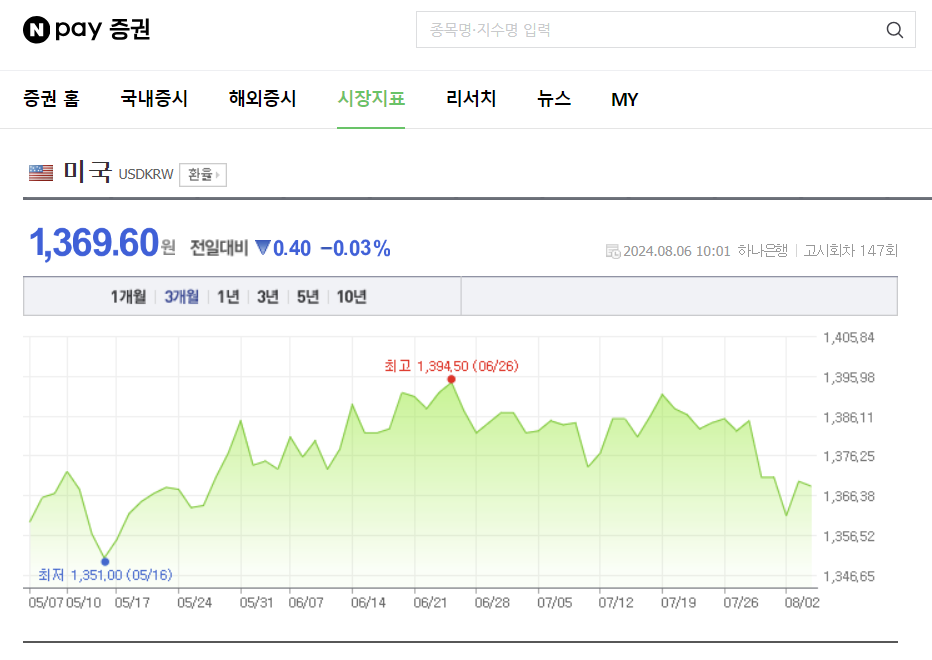 N pay 증권
종목명·지수명 입력
증권 홈 국내증시 해외증시 시장지표 리서치 뉴스 MY
미국 USDKRW 환율
1,369.60원 전일대비 ▼0.40 −0.03%
2024.08.06 10:01 하나은행 고시회차 147회
1개월 3개월 1년 3년 5년 10년
1,405,84
최고 1,394,50 (06/26)
1,395,98
1,386,11
1,376,25
1,366,38
1,356,52
최저 1,351,00 (05/16)
1,346,65
05/07 05/10 05/17 05/24 05/31 06/07 06/14 06/21 06/28 07/05 07/12 07/19 07/26 08/02